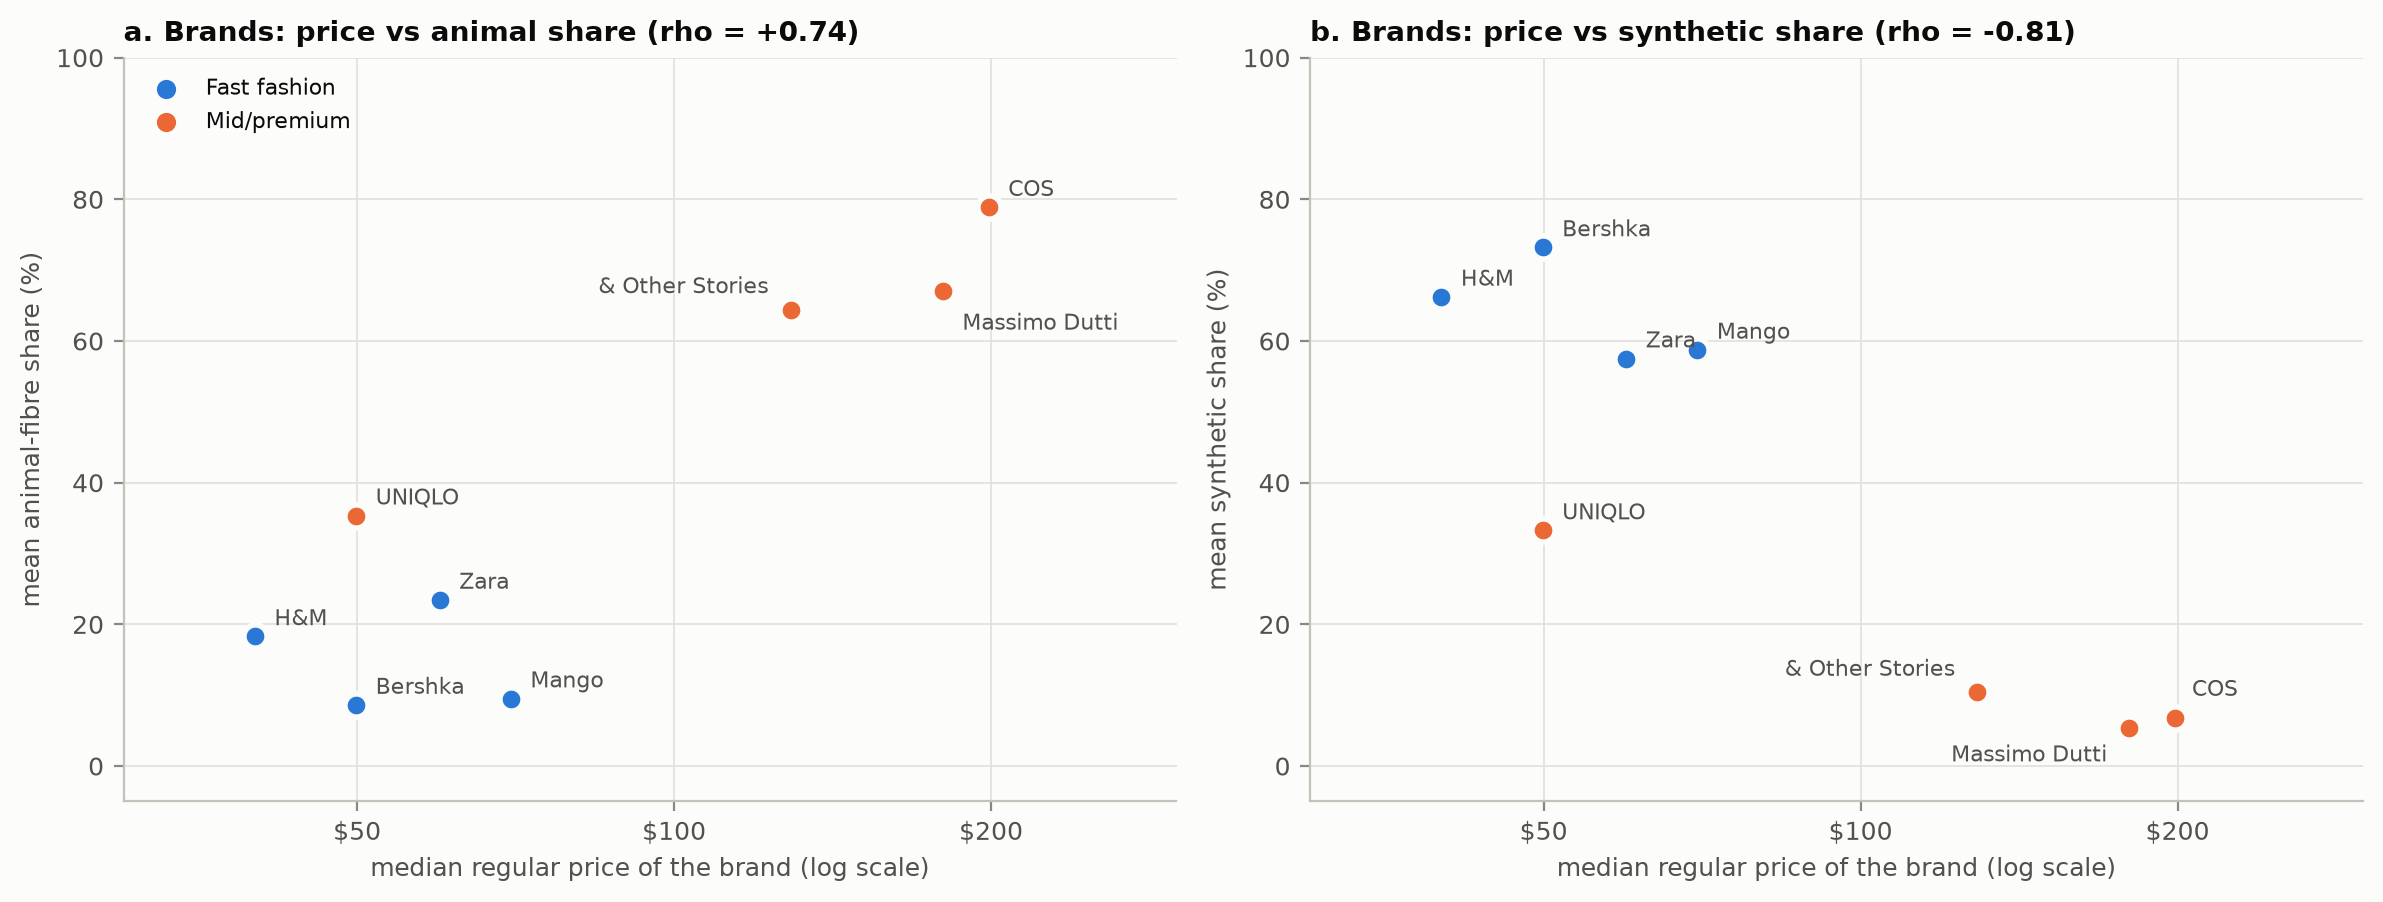 a. Brands: price vs animal share (rho = +0.74)
100
80
60
40
20
0
mean animal-fibre share (%)
Fast fashion
Mid/premium
COS
& Other Stories
Massimo Dutti
UNIQLO
Zara
H&M
Bershka
Mango
$50
$100
$200
median regular price of the brand (log scale)
b. Brands: price vs synthetic share (rho = -0.81)
100
80
60
40
20
0
mean synthetic share (%)
Bershka
H&M
Zara
Mango
UNIQLO
& Other Stories
COS
Massimo Dutti
$50
$100
$200
median regular price of the brand (log scale)